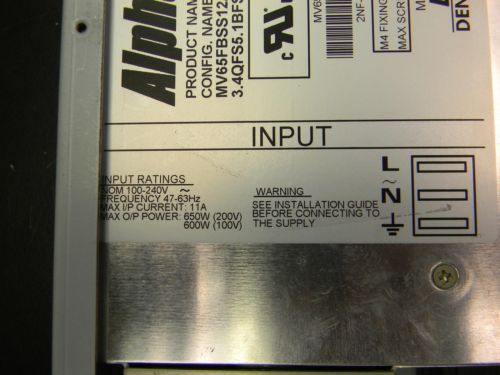 Alph
PRODUCT NAM
CONFIG. NAME
MV65FBSS12
3.4QFS5.1BFS
c
MV6
2NF-
M4 FIXING
MAX SCR
DEN
INPUT
INPUT RATINGS
NOM 100-240V ~
FREQUENCY 47-63Hz
MAX I/P CURRENT: 11A
MAX O/P POWER: 650W (200V)
600W (100V)
WARNING
SEE INSTALLATION GUIDE
BEFORE CONNECTING TO
THE SUPPLY
L
~
N